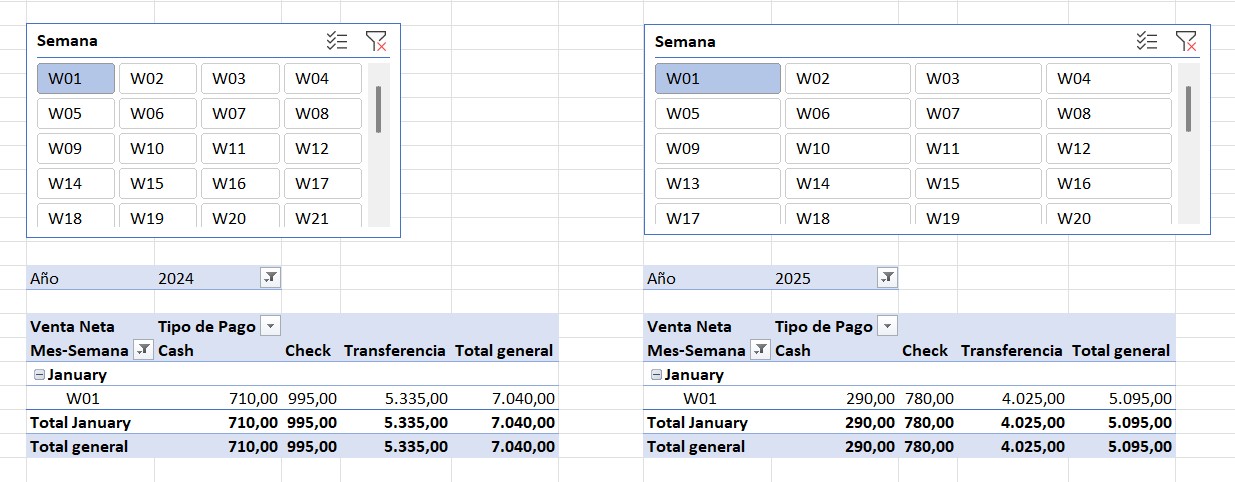 Semana
W01 W02 W03 W04
W05 W06 W07 W08
W09 W10 W11 W12
W14 W15 W16 W17
W18 W19 W20 W21
Año 2024
Venta Neta Tipo de Pago
Mes-Semana Cash Check Transferencia Total general
January
W01 710,00 995,00 5.335,00 7.040,00
Total January 710,00 995,00 5.335,00 7.040,00
Total general 710,00 995,00 5.335,00 7.040,00
Semana
W01 W02 W03 W04
W05 W06 W07 W08
W09 W10 W11 W12
W13 W14 W15 W16
W17 W18 W19 W20
Año 2025
Venta Neta Tipo de Pago
Mes-Semana Cash Check Transferencia Total general
January
W01 290,00 780,00 4.025,00 5.095,00
Total January 290,00 780,00 4.025,00 5.095,00
Total general 290,00 780,00 4.025,00 5.095,00